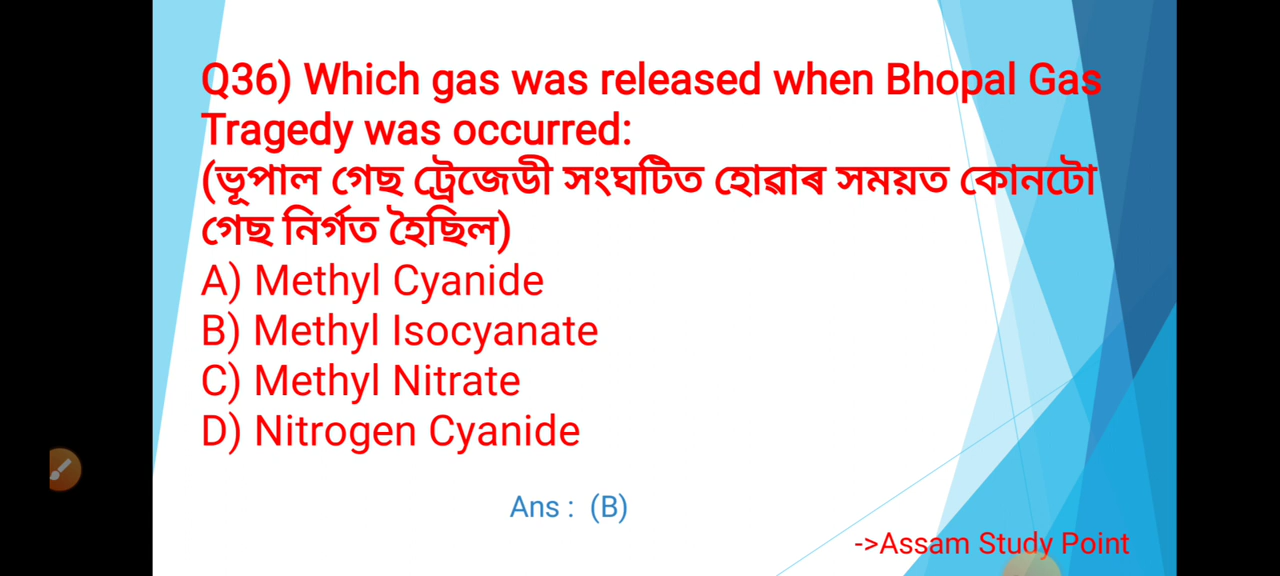 Q36) Which gas was released when Bhopal Gas
Tragedy was occurred:
(ভূপাল গেছ ট্ৰেজেডী সংঘটিত হোৱাৰ সময়ত কোনটো
গেছ নিৰ্গত হৈছিল)
A) Methyl Cyanide
B) Methyl Isocyanate
C) Methyl Nitrate
D) Nitrogen Cyanide
Ans : (B)
->Assam Study Point